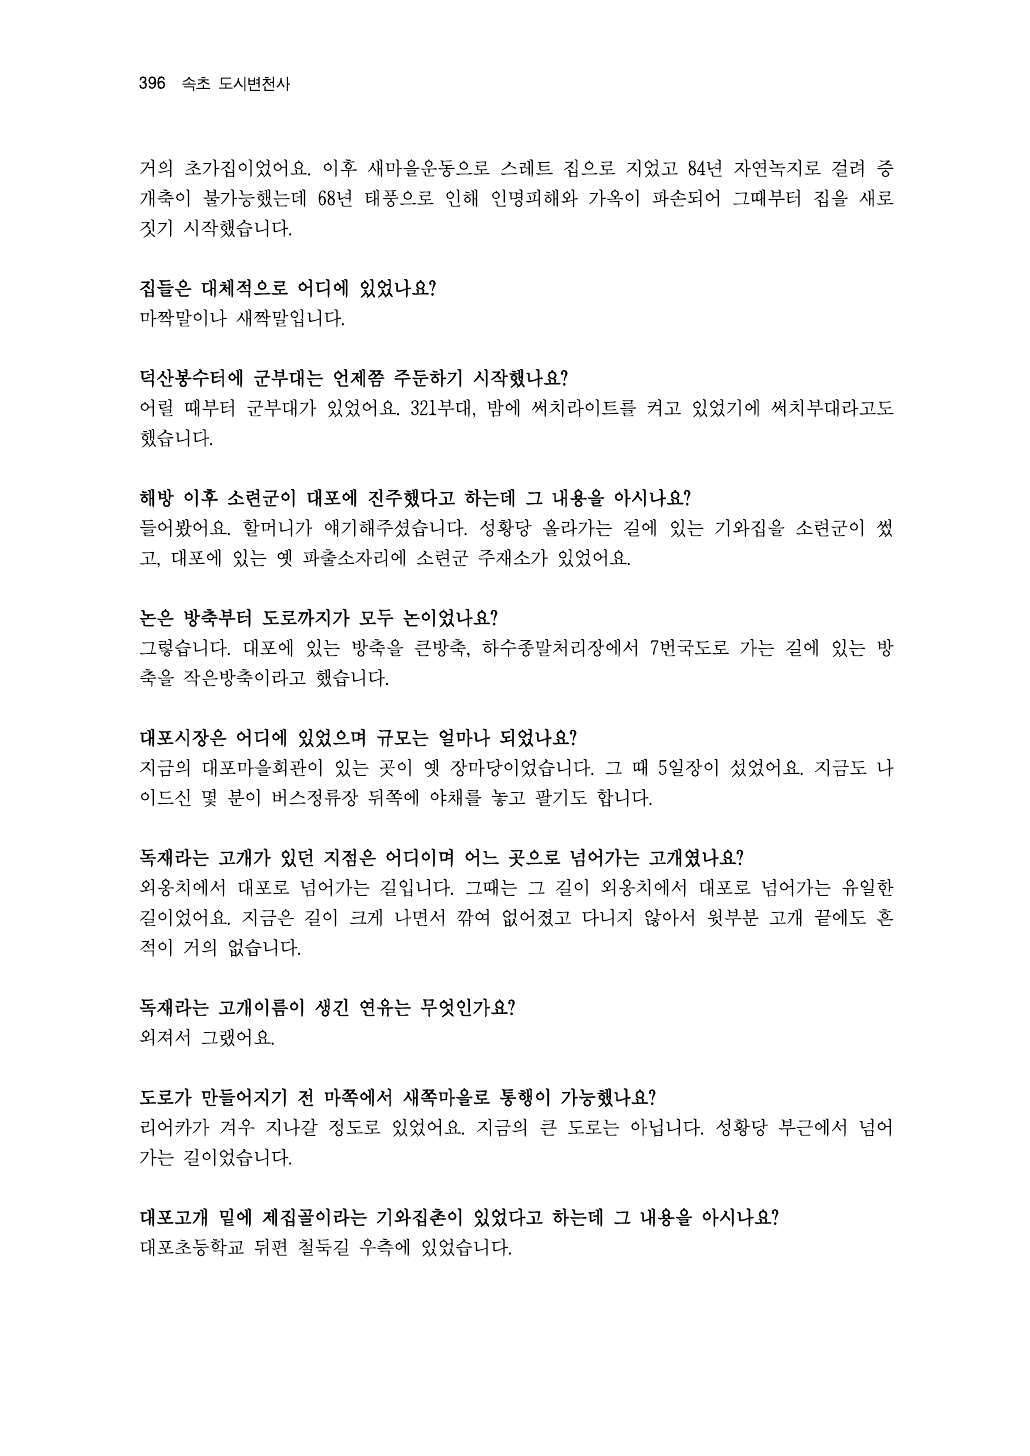 396 속초 도시변천사
거의 초가집이었어요. 이후 새마을운동으로 스레트 집으로 지었고 84년 자연녹지로 걸려 증
개축이 불가능했는데 68년 태풍으로 인해 인명피해와 가옥이 파손되어 그때부터 집을 새로
짓기 시작했습니다.
집들은 대체적으로 어디에 있었나요?
마짝말이나 새짝말입니다.
덕산봉수터에 군부대는 언제쯤 주둔하기 시작했나요?
어릴 때부터 군부대가 있었어요. 321부대, 밤에 써치라이트를 켜고 있었기에 써치부대라고도
했습니다.
해방 이후 소련군이 대포에 진주했다고 하는데 그 내용을 아시나요?
들어봤어요. 할머니가 얘기해주셨습니다. 성황당 올라가는 길에 있는 기와집을 소련군이 썼
고, 대포에 있는 옛 파출소자리에 소련군 주재소가 있었어요.
논은 방축부터 도로까지가 모두 논이었나요?
그렇습니다. 대포에 있는 방축을 큰방축, 하수종말처리장에서 7번국도로 가는 길에 있는 방
축을 작은방축이라고 했습니다.
대포시장은 어디에 있었으며 규모는 얼마나 되었나요?
지금의 대포마을회관이 있는 곳이 옛 장마당이었습니다. 그 때 5일장이 섰었어요. 지금도 나
이드신 몇 분이 버스정류장 뒤쪽에 야채를 놓고 팔기도 합니다.
독재라는 고개가 있던 지점은 어디이며 어느 곳으로 넘어가는 고개였나요?
외옹치에서 대포로 넘어가는 길입니다. 그때는 그 길이 외옹치에서 대포로 넘어가는 유일한
길이었어요. 지금은 길이 크게 나면서 깎여 없어졌고 다니지 않아서 윗부분 고개 끝에도 흔
적이 거의 없습니다.
독재라는 고개이름이 생긴 연유는 무엇인가요?
외져서 그랬어요.
도로가 만들어지기 전 마쪽에서 새쪽마을로 통행이 가능했나요?
리어카가 겨우 지나갈 정도로 있었어요. 지금의 큰 도로는 아닙니다. 성황당 부근에서 넘어
가는 길이었습니다.
대포고개 밑에 제집골이라는 기와집촌이 있었다고 하는데 그 내용을 아시나요?
대포초등학교 뒤편 철둑길 우측에 있었습니다.